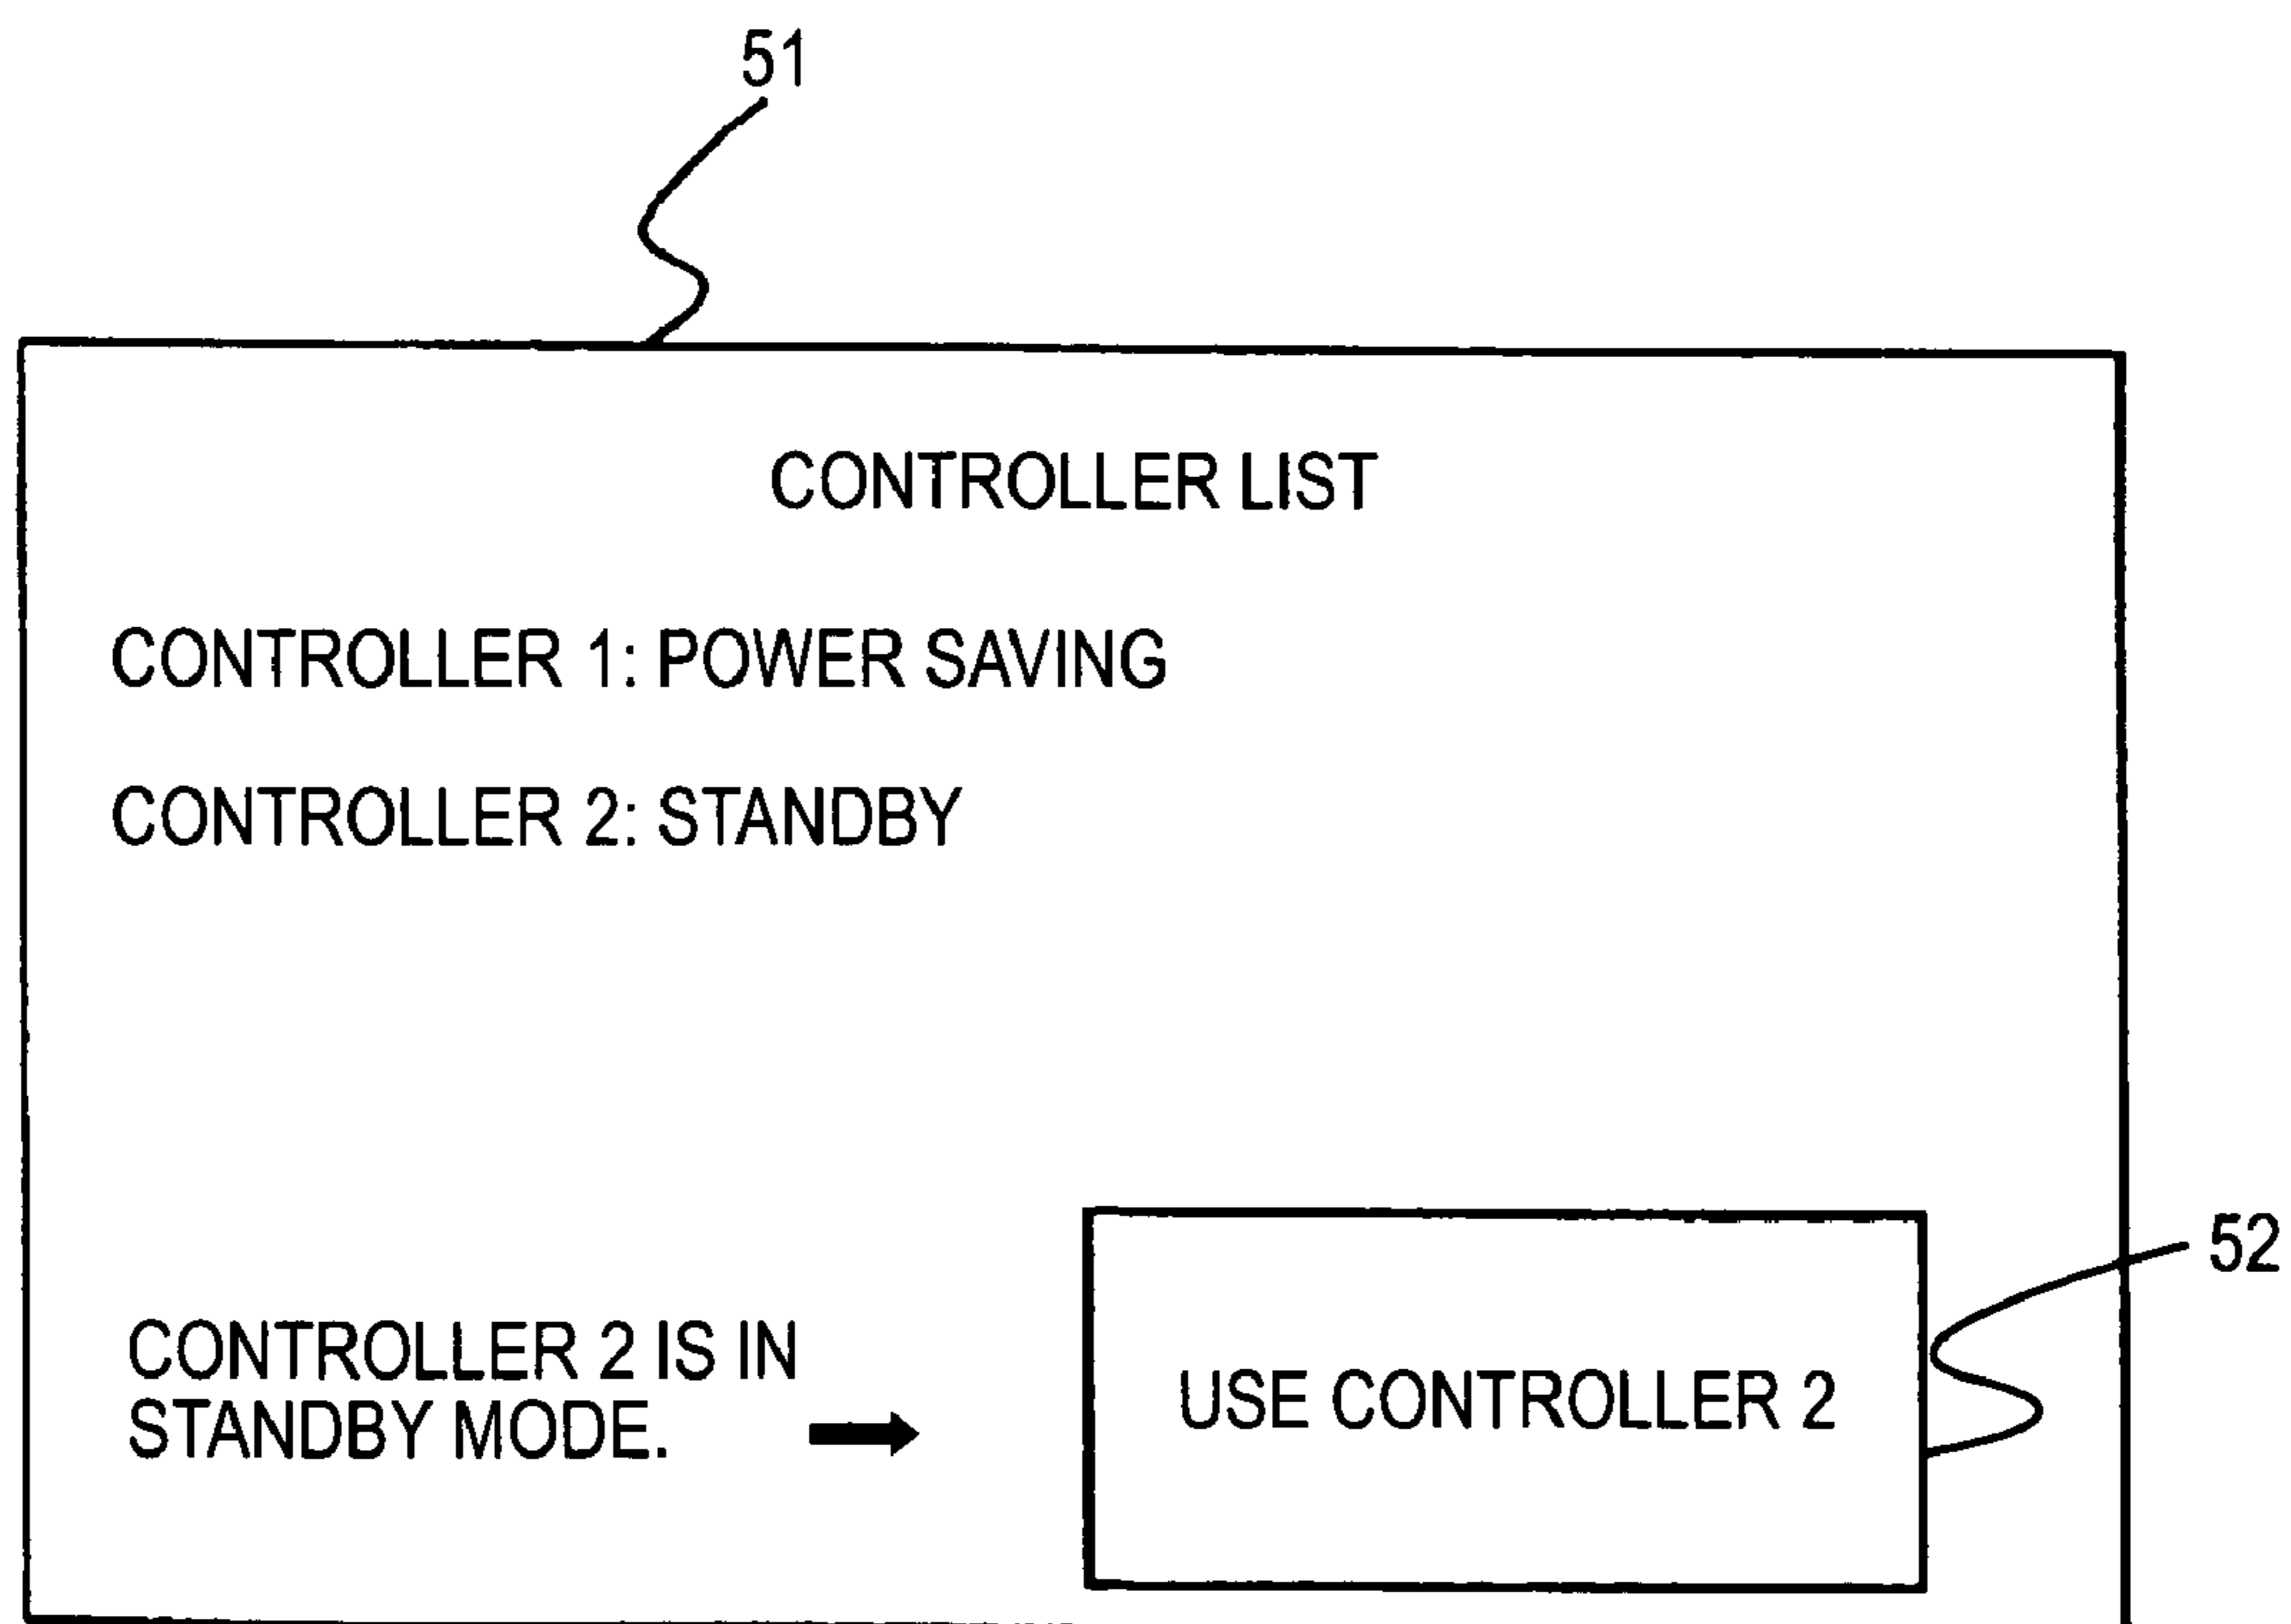 51
CONTROLLER LIST
CONTROLLER 1: POWER SAVING
CONTROLLER 2: STANDBY
CONTROLLER 2 IS IN
STANDBY MODE.
USE CONTROLLER 2
52